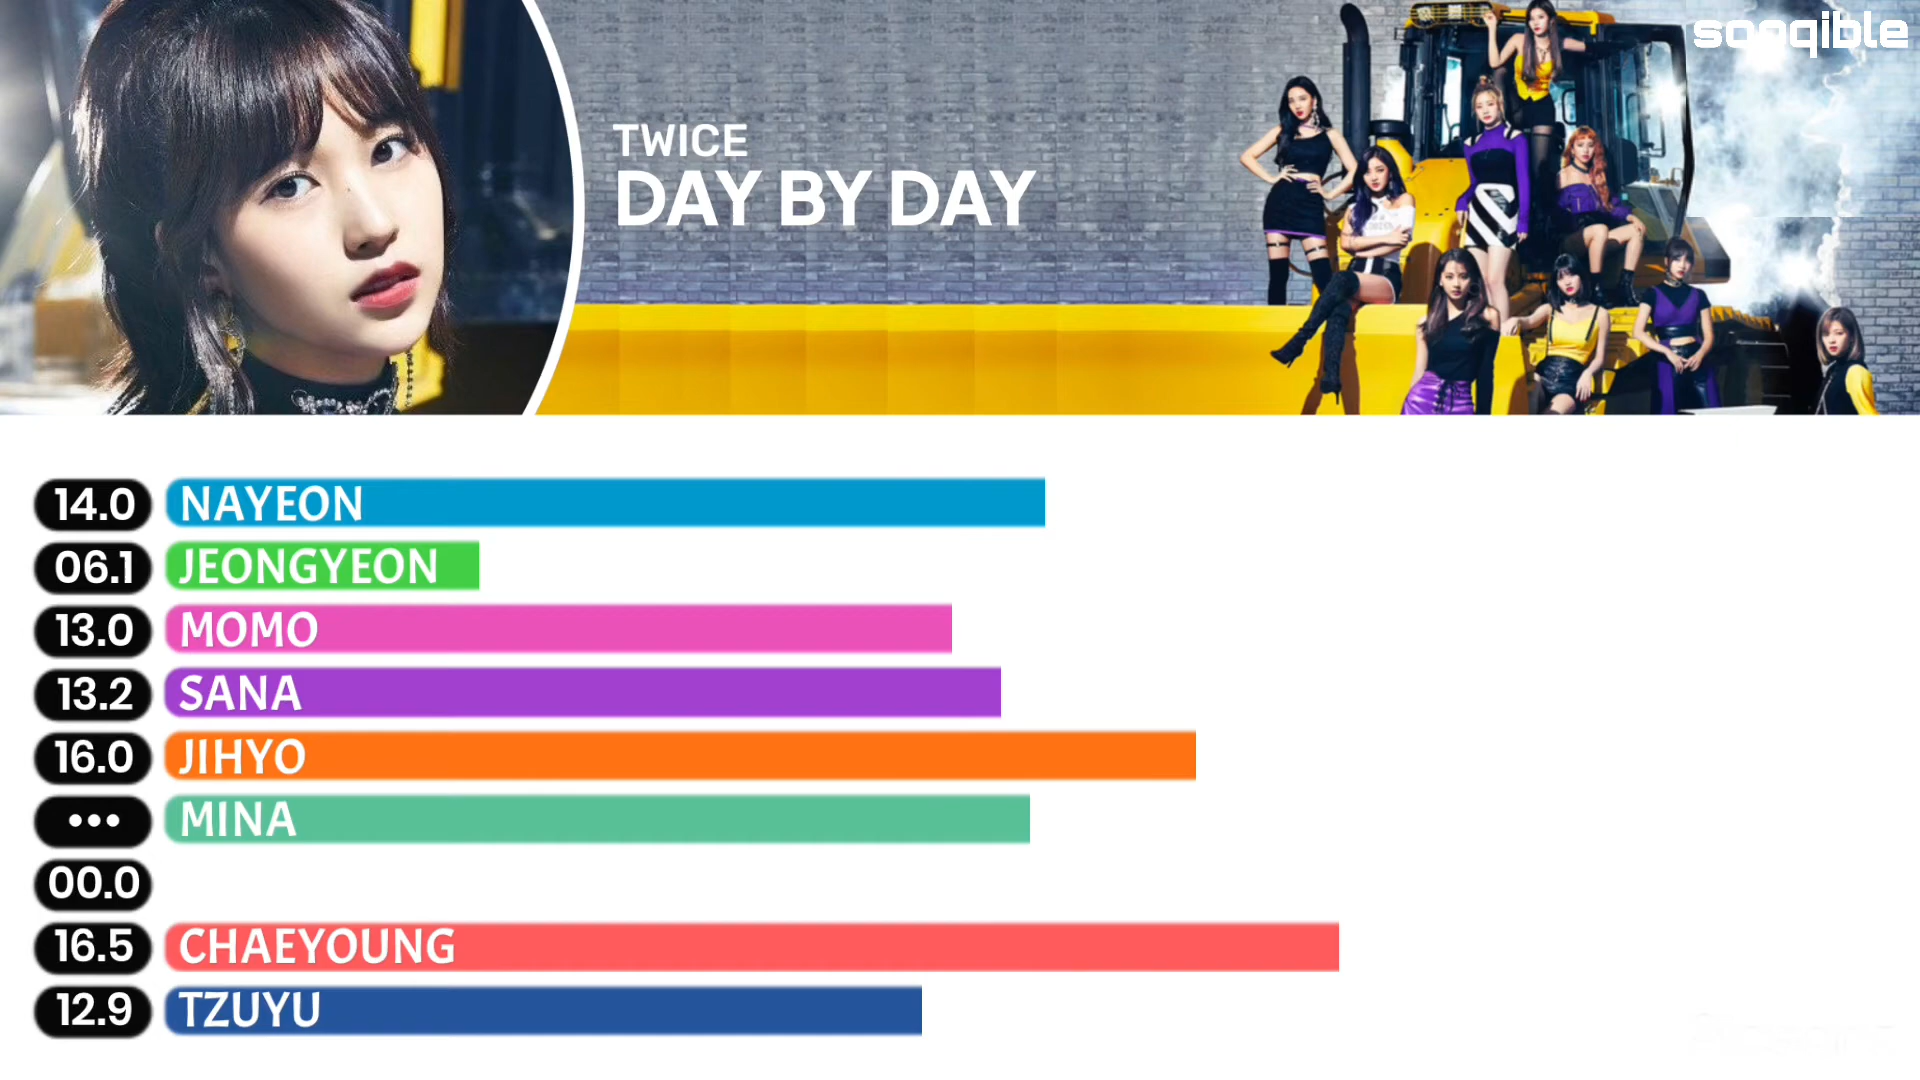 songible
TWICE
DAY BY DAY
14.0 NAYEON
06.1 JEONGYEON
13.0 MOMO
13.2 SANA
16.0 JIHYO
••• MINA
00.0
16.5 CHAEYOUNG
12.9 TZUYU